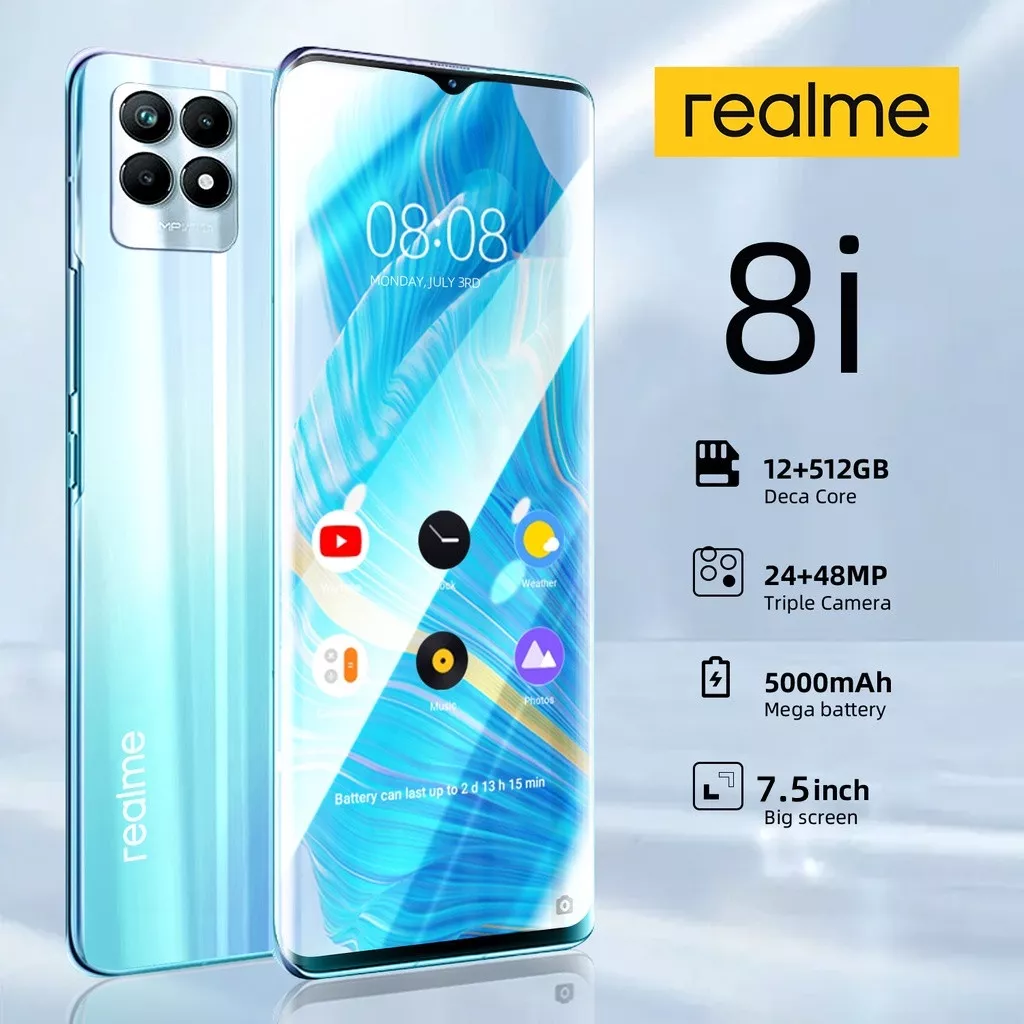 realme
8i
12+512GB
Deca Core
24+48MP
Triple Camera
5000mAh
Mega battery
7.5inch
Big screen
08:08
MONDAY, JULY 3RD
Weather
Music
Photos
Battery can last up to 2 d 13 h 15 min
realme